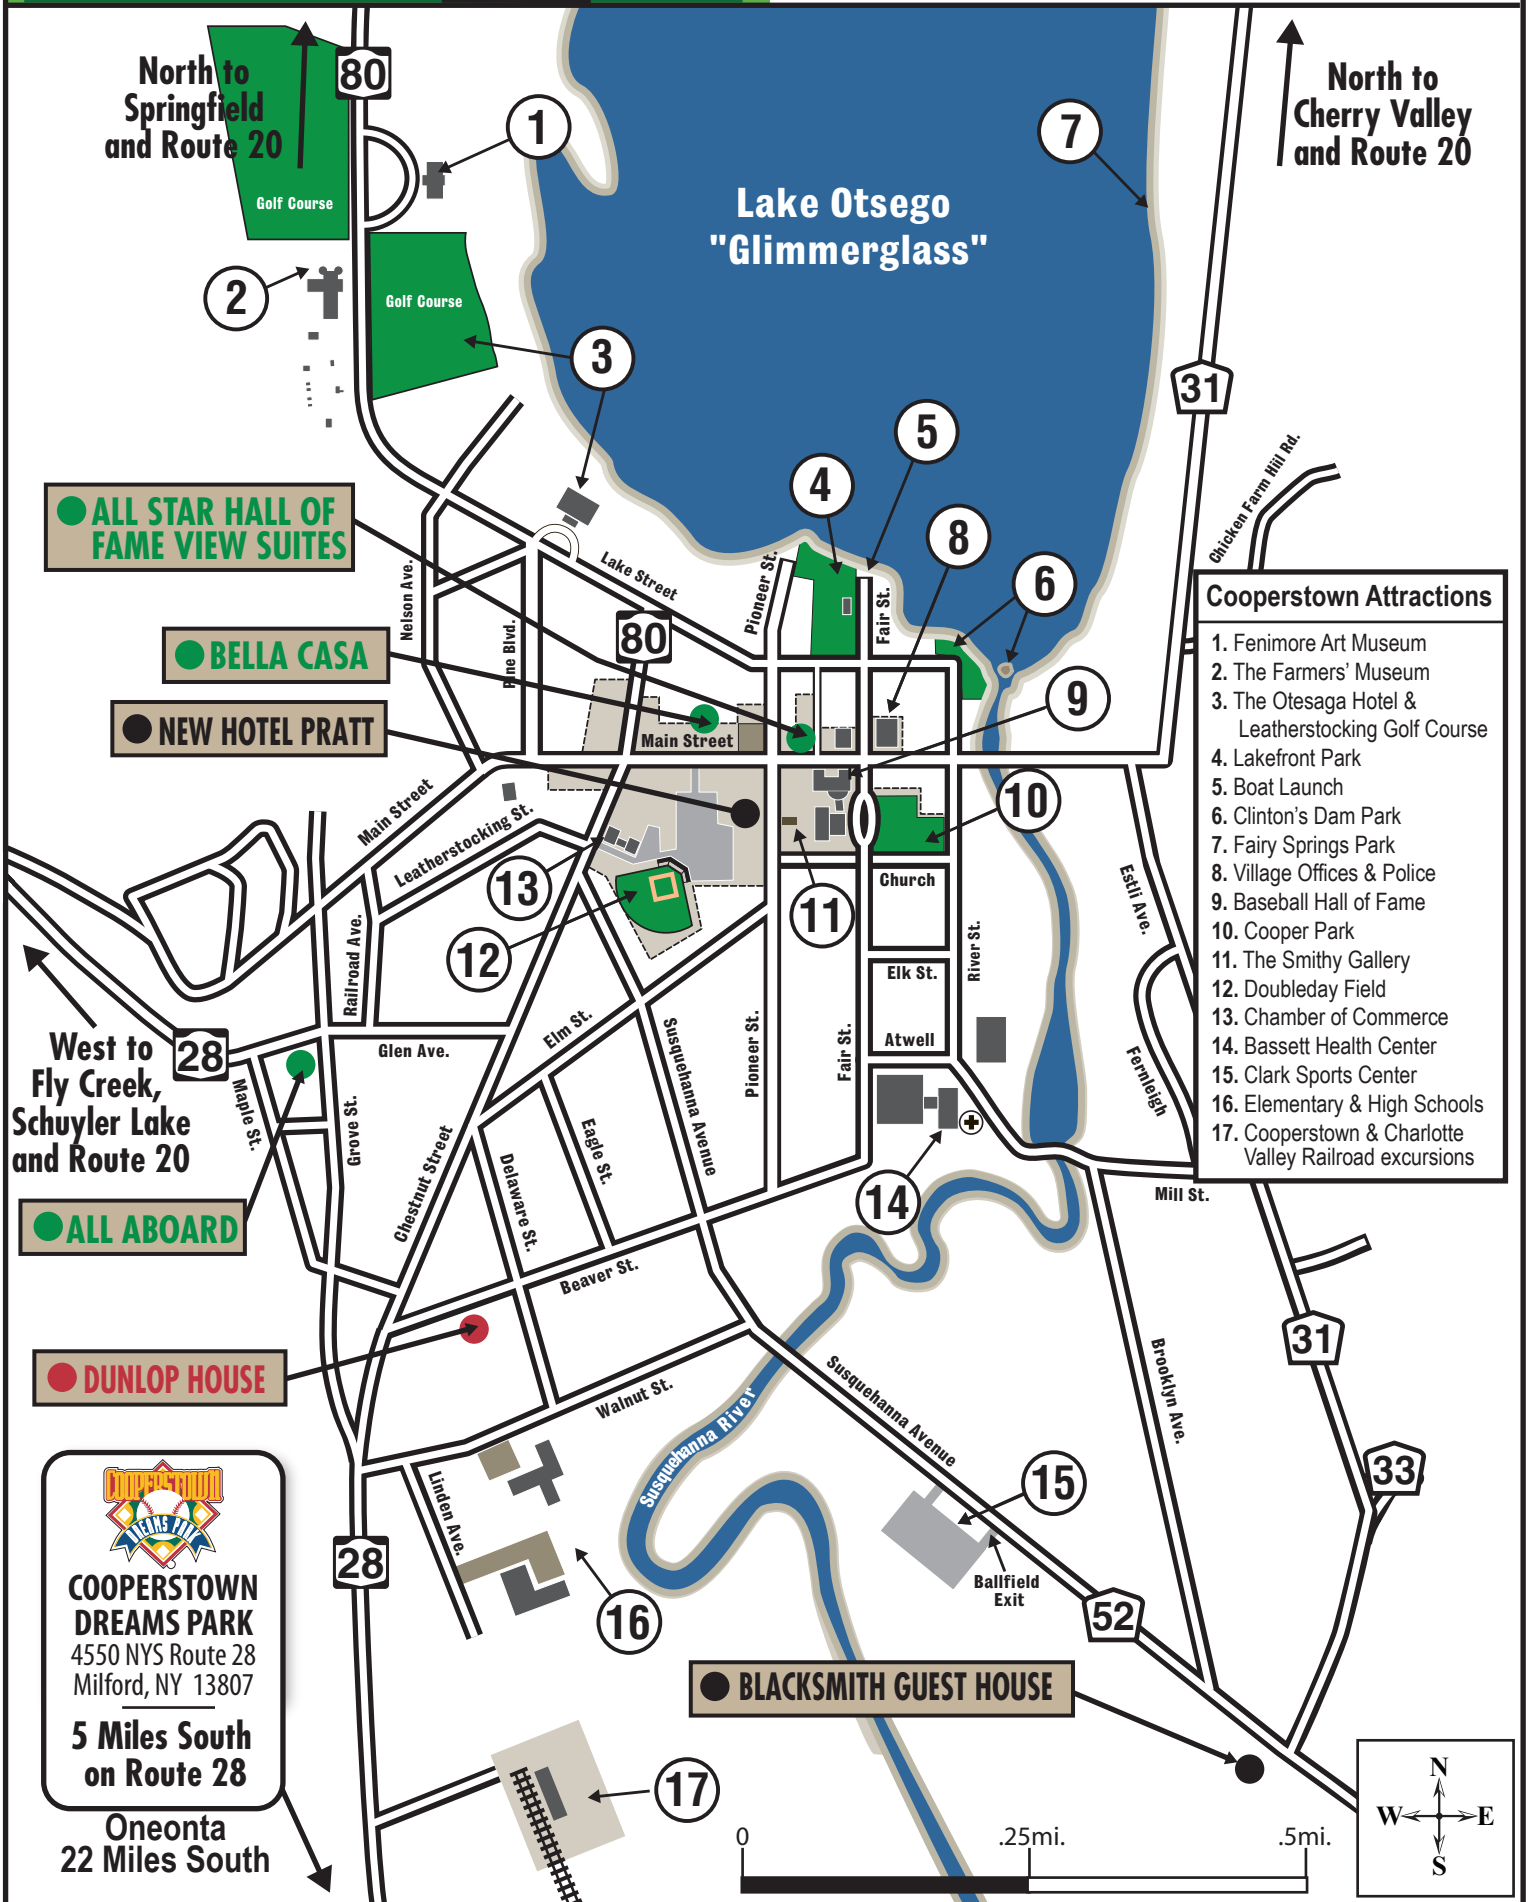 North to
Springfield
and Route 20
80
Golf Course
1
2
Golf Course
3
Lake Otsego
"Glimmerglass"
7
North to
Cherry Valley
and Route 20
31
Chicken Farm Hiil Rd.
4
5
8
6
9
10
ALL STAR HALL OF
FAME VIEW SUITES
BELLA CASA
NEW HOTEL PRATT
Nelson Ave.
Pine Blvd.
Lake Street
80
Pioneer St.
Fair St.
Main Street
Main Street
Leatherstocking St.
13
12
11
Church
Elk St.
Atwell
River St.
Estli Ave.
Fernleigh
Railroad Ave.
West to
Fly Creek,
Schuyler Lake
and Route 20
28
Glen Ave.
Elm St.
Maple St.
Grove St.
Chestnut Street
Delaware St.
Eagle St.
Susquehanna Avenue
Pioneer St.
Fair St.
14
Mill St.
ALL ABOARD
Beaver St.
DUNLOP HOUSE
Walnut St.
Susquehanna River
Susquehanna Avenue
Brooklyn Ave.
31
33
15
Ballfield
Exit
52
Linden Ave.
28
16
17
BLACKSMITH GUEST HOUSE
Cooperstown Attractions
1. Fenimore Art Museum
2. The Farmers’ Museum
3. The Otesaga Hotel &
Leatherstocking Golf Course
4. Lakefront Park
5. Boat Launch
6. Clinton’s Dam Park
7. Fairy Springs Park
8. Village Offices & Police
9. Baseball Hall of Fame
10. Cooper Park
11. The Smithy Gallery
12. Doubleday Field
13. Chamber of Commerce
14. Bassett Health Center
15. Clark Sports Center
16. Elementary & High Schools
17. Cooperstown & Charlotte
Valley Railroad excursions
COOPERSTOWN
DREAMS PARK
COOPERSTOWN
DREAMS PARK
4550 NYS Route 28
Milford, NY 13807
5 Miles South
on Route 28
Oneonta
22 Miles South
0 .25mi. .5mi.
N
W E
S